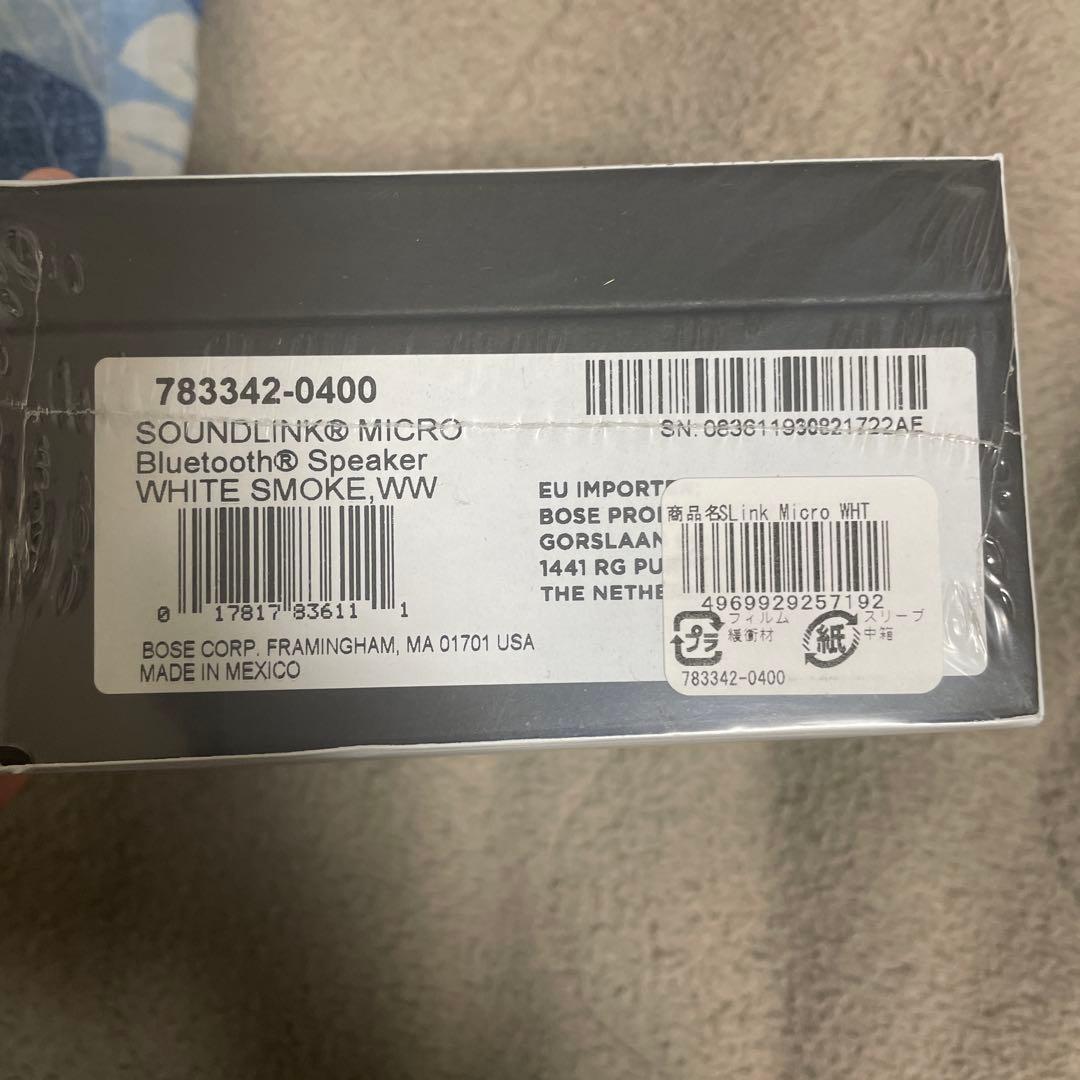 783342-0400
SOUNDLINK® MICRO
Bluetooth® Speaker
WHITE SMOKE,WW
0 17817 83611 1
BOSE CORP. FRAMINGHAM, MA 01701 USA
MADE IN MEXICO
SN: 083611930821722AE
EU IMPORTE
BOSE PROD
GORSLAAN
1441 RG PU
THE NETHE
商品名SLink Micro WHT
4969929257192
プラ
フィルム
緩衝材
紙
スリーブ
中箱
783342-0400